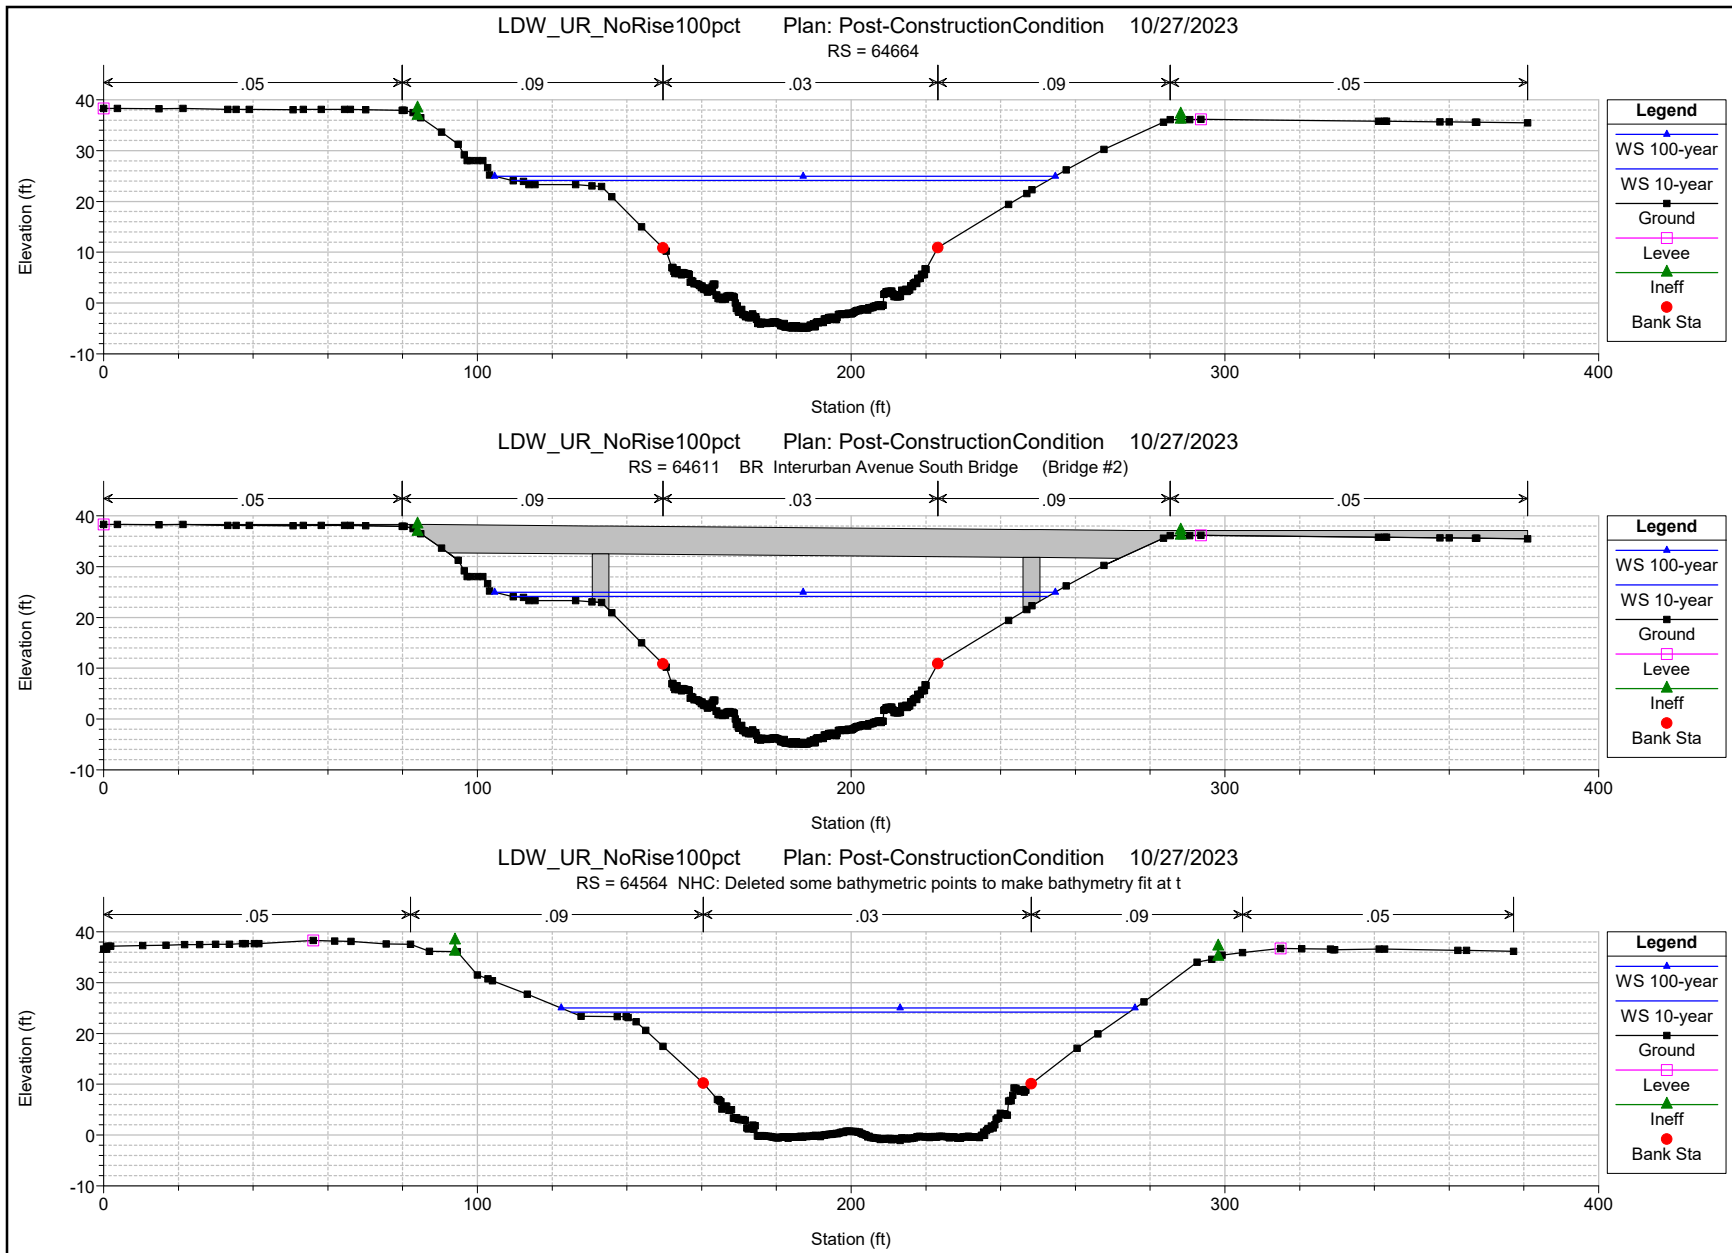 LDW_UR_NoRise100pct Plan: Post-ConstructionCondition 10/27/2023
RS = 64664
.05 .09 .03 .09 .05
Elevation (ft)
40
30
20
10
0
-10
0 100 200 300 400
Station (ft)
Legend
WS 100-year
WS 10-year
Ground
Levee
Ineff
Bank Sta
LDW_UR_NoRise100pct Plan: Post-ConstructionCondition 10/27/2023
RS = 64611 BR Interurban Avenue South Bridge (Bridge #2)
.05 .09 .03 .09 .05
Elevation (ft)
40
30
20
10
0
-10
0 100 200 300 400
Station (ft)
Legend
WS 100-year
WS 10-year
Ground
Levee
Ineff
Bank Sta
LDW_UR_NoRise100pct Plan: Post-ConstructionCondition 10/27/2023
RS = 64564 NHC: Deleted some bathymetric points to make bathymetry fit at t
.05 .09 .03 .09 .05
Elevation (ft)
40
30
20
10
0
-10
0 100 200 300 400
Station (ft)
Legend
WS 100-year
WS 10-year
Ground
Levee
Ineff
Bank Sta